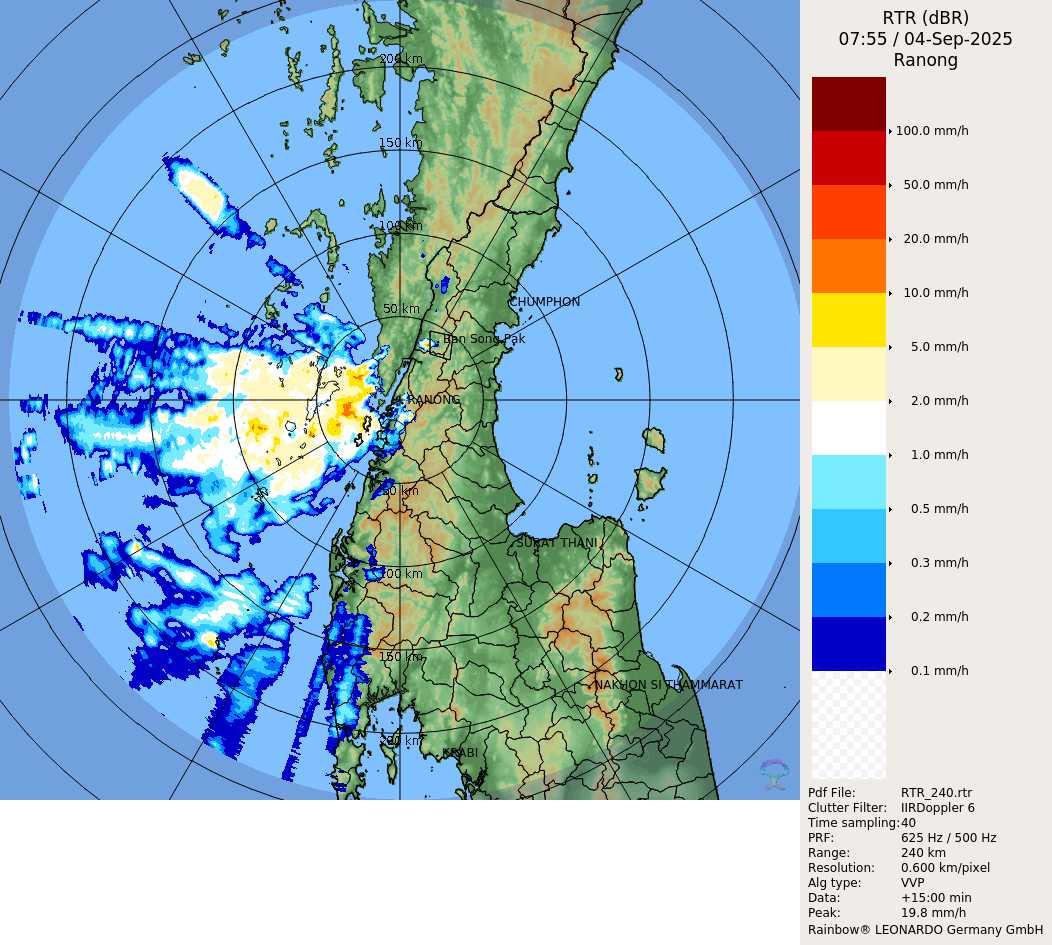 RTR (dBR)
07:55 / 04-Sep-2025
Ranong
200 km
150 km
100 km
50 km
CHUMPHON
Ban Song Pak
RANONG
50 km
SURAT THANI
100 km
150 km
NAKHON SI THAMMARAT
200 km
KRABI
100.0 mm/h
50.0 mm/h
20.0 mm/h
10.0 mm/h
5.0 mm/h
2.0 mm/h
1.0 mm/h
0.5 mm/h
0.3 mm/h
0.2 mm/h
0.1 mm/h
Pdf File: RTR_240.rtr
Clutter Filter: IIRDoppler 6
Time sampling: 40
PRF: 625 Hz / 500 Hz
Range: 240 km
Resolution: 0.600 km/pixel
Alg type: VVP
Data: +15:00 min
Peak: 19.8 mm/h
Rainbow® LEONARDO Germany GmbH